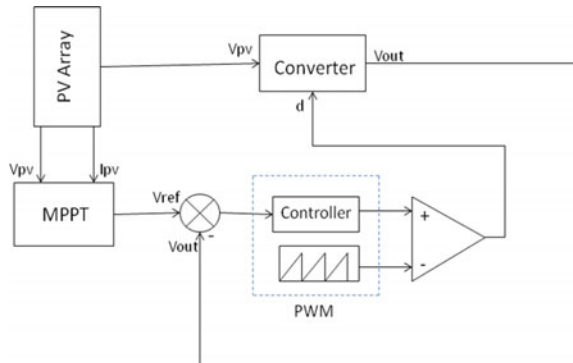 PV Array
Vpv
Converter
Vout
d
Vpv
Ipv
MPPT
Vref
Vout
-
Controller
+
-
PWM